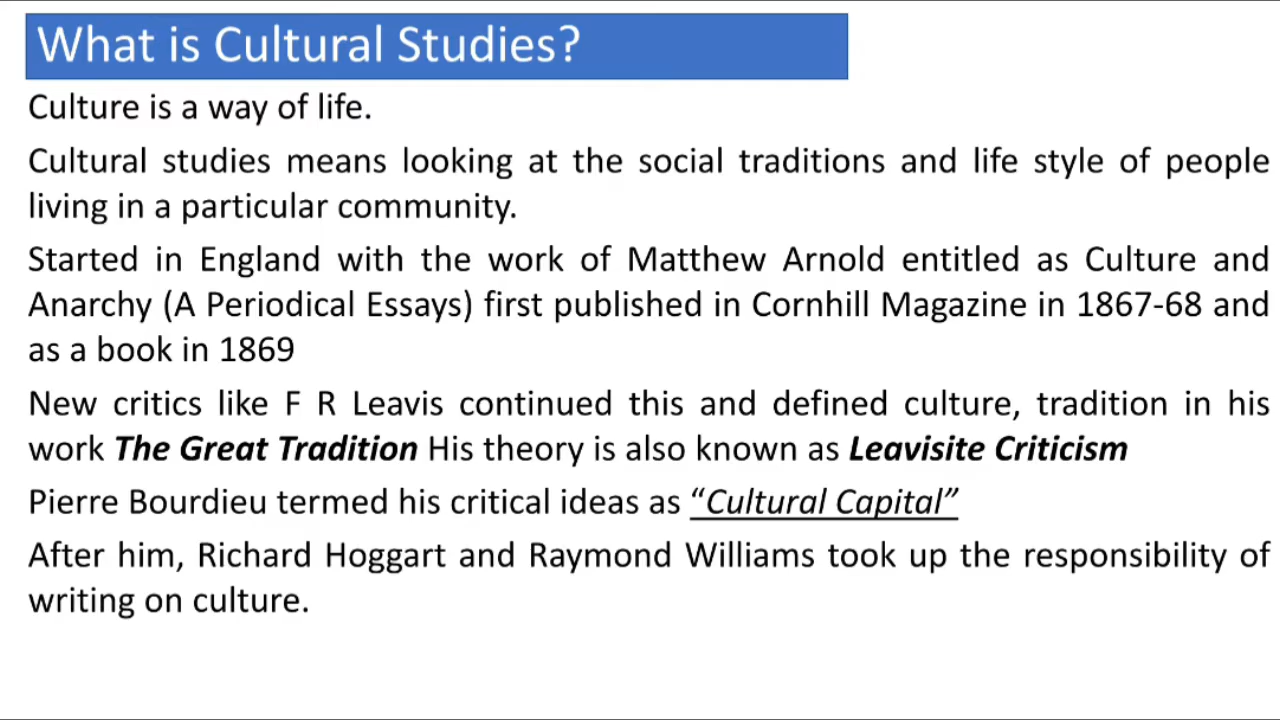 What is Cultural Studies?
Culture is a way of life.
Cultural studies means looking at the social traditions and life style of people
living in a particular community.
Started in England with the work of Matthew Arnold entitled as Culture and
Anarchy (A Periodical Essays) first published in Cornhill Magazine in 1867-68 and
as a book in 1869
New critics like F R Leavis continued this and defined culture, tradition in his
work The Great Tradition His theory is also known as Leavisite Criticism
Pierre Bourdieu termed his critical ideas as “Cultural Capital”
After him, Richard Hoggart and Raymond Williams took up the responsibility of
writing on culture.